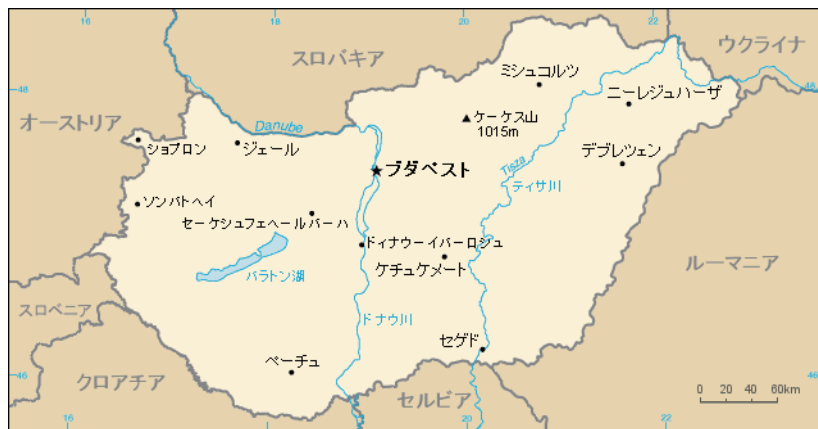 16
18
20
22
スロバキア
ウクライナ
ミシュコルツ
48
48
ニーレジュハーザ
オーストリア
ケーケス山
1015m
Danube
ショプロン
ジェール
デブレツェン
Tisza
ブダペスト
ティサ川
ソンバトヘイ
セーケシュフェヘールバーハ
ドィナウーイバーロシュ
ケチュケメート
ルーマニア
バラトン湖
スロベニア
ドナウ川
セゲド
ペーチュ
46
46
クロアチア
セルビア
0 20 40 60km
16
18
20
22